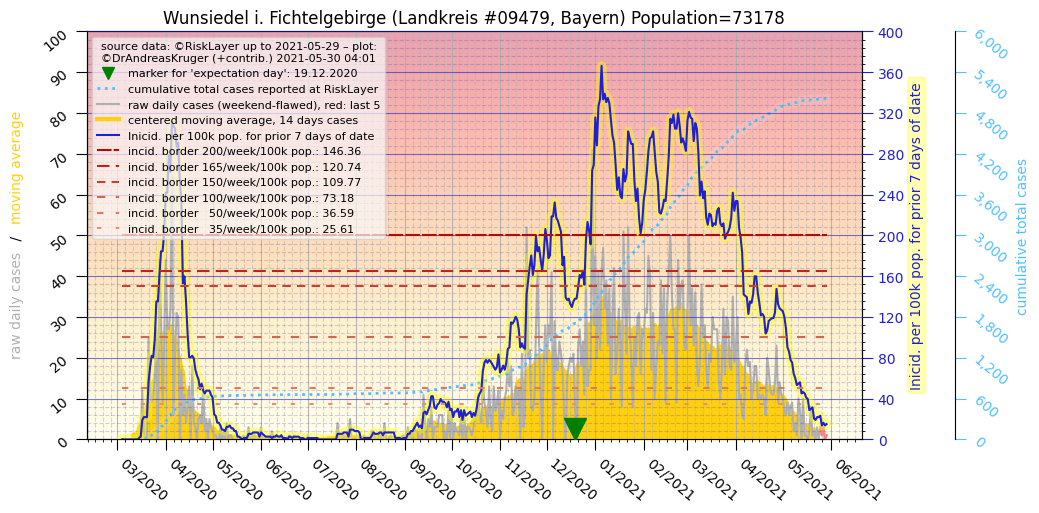 Wunsiedel i. Fichtelgebirge (Landkreis #09479, Bayern) Population=73178
source data: ©RiskLayer up to 2021-05-29 – plot:
©DrAndreasKruger (+contrib.) 2021-05-30 04:01
marker for 'expectation day': 19.12.2020
cumulative total cases reported at RiskLayer
raw daily cases (weekend-flawed), red: last 5
centered moving average, 14 days cases
Inicid. per 100k pop. for prior 7 days of date
incid. border 200/week/100k pop.: 146.36
incid. border 165/week/100k pop.: 120.74
incid. border 150/week/100k pop.: 109.77
incid. border 100/week/100k pop.: 73.18
incid. border   50/week/100k pop.: 36.59
incid. border   35/week/100k pop.: 25.61
raw daily cases / moving average
100
90
80
70
60
50
40
30
20
10
0
03/2020
04/2020
05/2020
06/2020
07/2020
08/2020
09/2020
10/2020
11/2020
12/2020
01/2021
02/2021
03/2021
04/2021
05/2021
06/2021
400
360
320
280
240
200
160
120
80
40
0
Inicid. per 100k pop. for prior 7 days of date
6,000
5,400
4,800
4,200
3,600
3,000
2,400
1,800
1,200
600
0
cumulative total cases